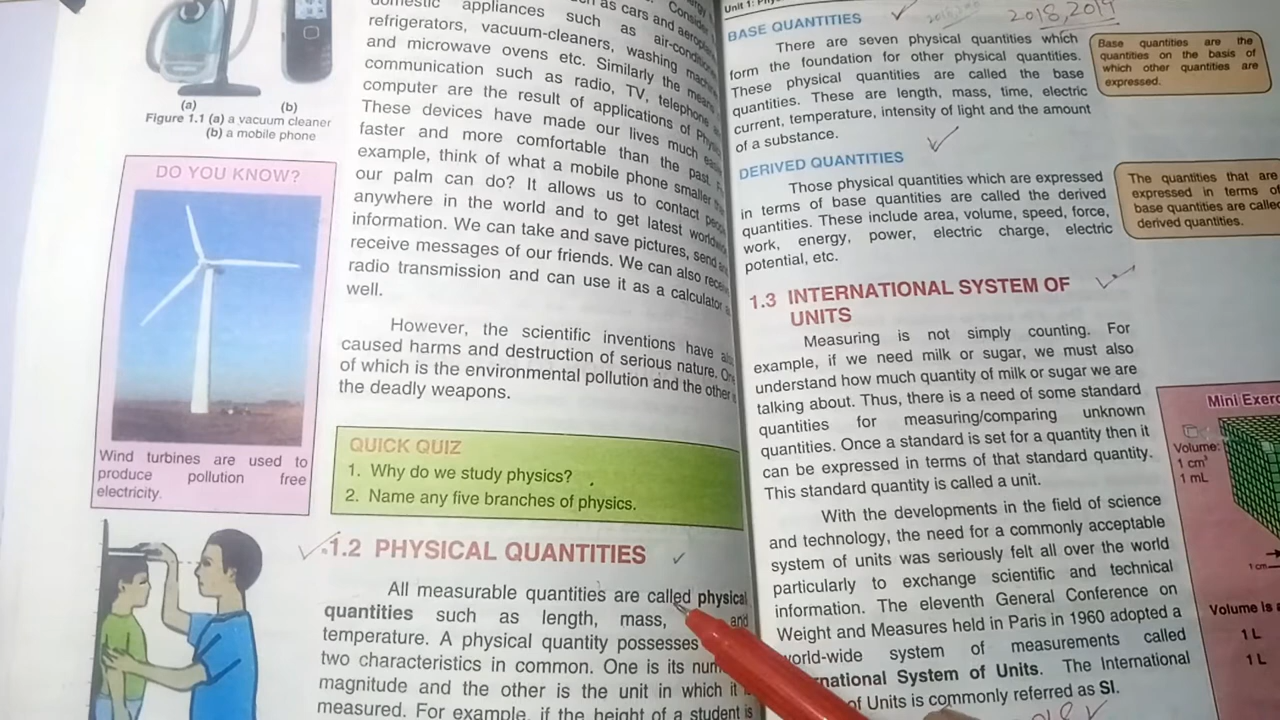 (a)
(b)
Figure 1.1 (a) a vacuum cleaner
(b) a mobile phone
DO YOU KNOW?
Wind turbines are used to
produce pollution free
electricity.
as cars and
domestic appliances such as
refrigerators, vacuum-cleaners, washing
and microwave ovens etc. Similarly the means
communication such as radio, TV, telephone
computer are the result of applications of
These devices have made our lives much
faster and more comfortable than the past.
example, think of what a mobile phone smaller
our palm can do? It allows us to contact
anywhere in the world and to get latest
information. We can take and save pictures, send
receive messages of our friends. We can also
radio transmission and can use it as a calculator
well.
However, the scientific inventions have
caused harms and destruction of serious nature. One
of which is the environmental pollution and the other
the deadly weapons.
QUICK QUIZ
1. Why do we study physics?
2. Name any five branches of physics.
1.2 PHYSICAL QUANTITIES
All measurable quantities are called physical
quantities such as length, mass, and
temperature. A physical quantity possesses
two characteristics in common. One is its
magnitude and the other is the unit in which it
measured. For example, if the height of a student is
Unit 1:
2018,2019
BASE QUANTITIES
There are seven physical quantities which
form the foundation for other physical quantities.
These physical quantities are called the base
quantities. These are length, mass, time, electric
current, temperature, intensity of light and the amount
of a substance.
Base quantities are the
quantities on the basis of
which other quantities are
expressed.
DERIVED QUANTITIES
Those physical quantities which are expressed
in terms of base quantities are called the derived
quantities. These include area, volume, speed, force,
work, energy, power, electric charge, electric
potential, etc.
The quantities that are
expressed in terms of
base quantities are called
derived quantities.
1.3 INTERNATIONAL SYSTEM OF
UNITS
Measuring is not simply counting. For
example, if we need milk or sugar, we must also
understand how much quantity of milk or sugar we are
talking about. Thus, there is a need of some standard
quantities for measuring/comparing unknown
quantities. Once a standard is set for a quantity then it
can be expressed in terms of that standard quantity.
This standard quantity is called a unit.
With the developments in the field of science
and technology, the need for a commonly acceptable
system of units was seriously felt all over the world
particularly to exchange scientific and technical
information. The eleventh General Conference on
Weight and Measures held in Paris in 1960 adopted a
world-wide system of measurements called
System of Units. The International
of Units is commonly referred as SI.
Mini
Volume:
1 cm³
1 mL
1 cm
Volume is
1 L
1 L